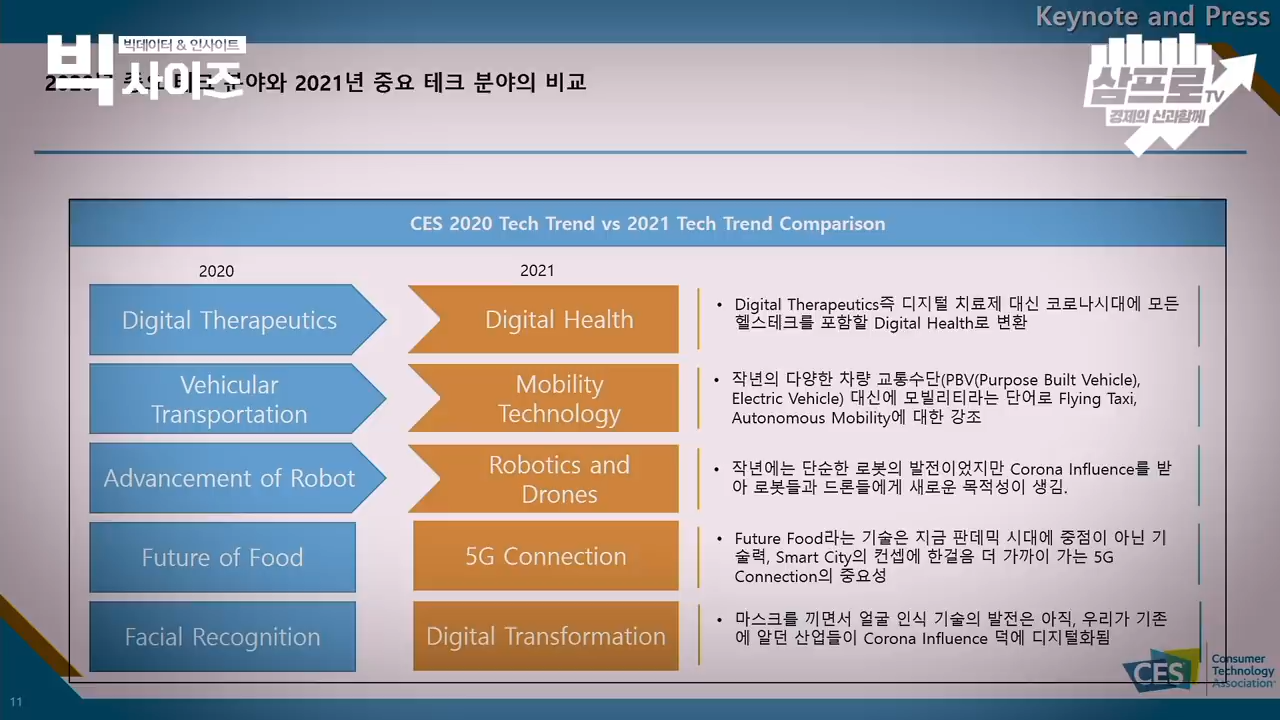 Keynote and Press
빅데이터 & 인사이트
빅
사이즈
삼프로TV
경제의 신과함께
분야와 2021년 중요 테크 분야의 비교
CES 2020 Tech Trend vs 2021 Tech Trend Comparison
2020
2021
Digital Therapeutics
Digital Health
• Digital Therapeutics즉 디지털 치료제 대신 코로나시대에 모든
헬스테크를 포함할 Digital Health로 변환
Vehicular
Transportation
Mobility
Technology
• 작년의 다양한 차량 교통수단(PBV(Purpose Built Vehicle),
Electric Vehicle) 대신에 모빌리티라는 단어로 Flying Taxi,
Autonomous Mobility에 대한 강조
Advancement of Robot
Robotics and
Drones
• 작년에는 단순한 로봇의 발전이었지만 Corona Influence를 받
아 로봇들과 드론들에게 새로운 목적성이 생김.
Future of Food
5G Connection
• Future Food라는 기술은 지금 판데믹 시대에 중점이 아닌 기
술력, Smart City의 컨셉에 한걸음 더 가까이 가는 5G
Connection의 중요성
Facial Recognition
Digital Transformation
• 마스크를 끼면서 얼굴 인식 기술의 발전은 아직, 우리가 기존
에 알던 산업들이 Corona Influence 덕에 디지털화됨
CES
Consumer
Technology
Association
11